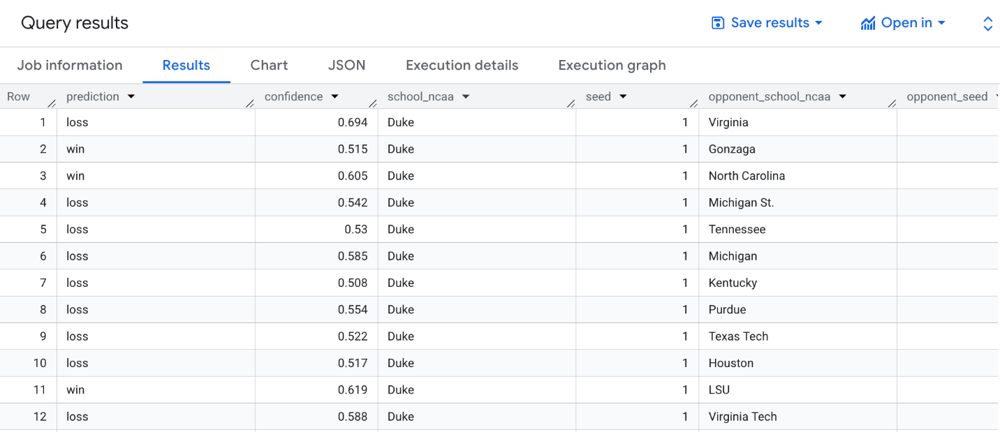 Query results Save results Open in
Job information Results Chart JSON Execution details Execution graph
Row prediction confidence school_ncaa seed opponent_school_ncaa opponent_seed
1 loss 0.694 Duke 1 Virginia
2 win 0.515 Duke 1 Gonzaga
3 win 0.605 Duke 1 North Carolina
4 loss 0.542 Duke 1 Michigan St.
5 loss 0.53 Duke 1 Tennessee
6 loss 0.585 Duke 1 Michigan
7 loss 0.508 Duke 1 Kentucky
8 loss 0.554 Duke 1 Purdue
9 loss 0.522 Duke 1 Texas Tech
10 loss 0.517 Duke 1 Houston
11 win 0.619 Duke 1 LSU
12 loss 0.588 Duke 1 Virginia Tech